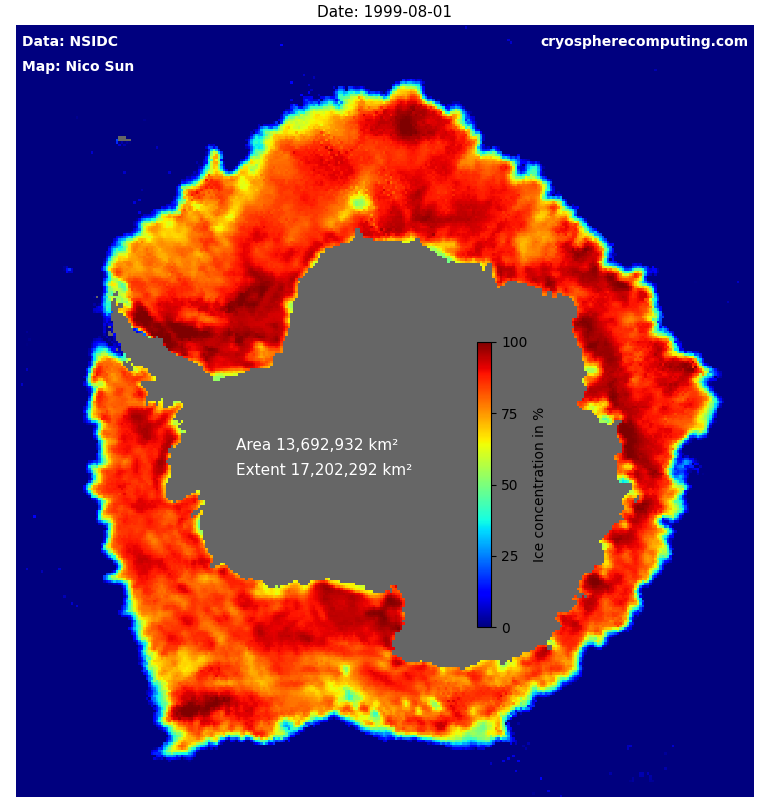 Date: 1999-08-01
Data: NSIDC
cryospherecomputing.com
Map: Nico Sun
100
75
50
25
0
Ice concentration in %
Area 13,692,932 km²
Extent 17,202,292 km²